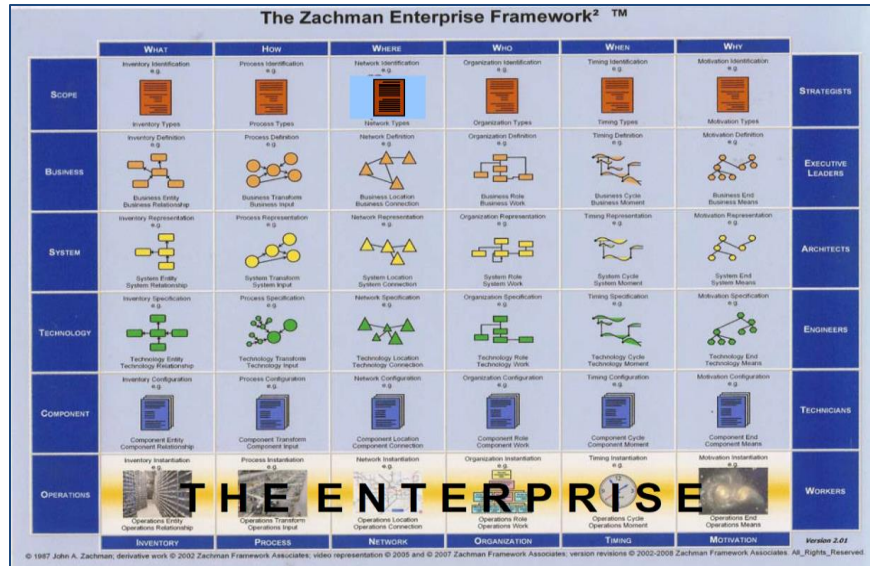 The Zachman Enterprise Framework² ™
WHAT HOW WHERE WHO WHEN WHY
SCOPE
Inventory Identification Process Identification Network Identification Organization Identification Timing Identification Motivation Identification
e.g. e.g. e.g. e.g. e.g.
Inventory Types Process Types Network Types Organization Types Timing Types Motivation Types
STRATEGISTS
BUSINESS
Inventory Definition Process Definition Network Definition Organization Definition Timing Definition Motivation Definition
e.g. e.g. e.g. e.g. e.g. e.g.
Business Entity Business Transform Business Location Business Role Business Cycle Business End
Business Relationship Business Input Business Connection Business Work Business Moment Business Means
EXECUTIVE
LEADERS
SYSTEM
Inventory Representation Process Representation Network Representation Organization Representation Timing Representation Motivation Representation
e.g. e.g. e.g. e.g. e.g. e.g.
System Entity System Transform System Location System Role System Cycle System End
System Relationship System Input System Connection System Work System Moment System Means
ARCHITECTS
TECHNOLOGY
Inventory Specification Process Specification Network Specification Organization Specification Timing Specification Motivation Specification
e.g. e.g. e.g. e.g. e.g. e.g.
Technology Entity Technology Transform Technology Location Technology Role Technology Cycle Technology End
Technology Relationship Technology Input Technology Connection Technology Work Technology Moment Technology Means
ENGINEERS
COMPONENT
Inventory Configuration Process Configuration Network Configuration Organization Configuration Timing Configuration Motivation Configuration
e.g. e.g. e.g. e.g. e.g. e.g.
Component Entity Component Transform Component Location Component Role Component Cycle Component End
Component Relationship Component Input Component Connection Component Work Component Moment Component Means
TECHNICIANS
OPERATIONS
Inventory Instantiation Process Instantiation Network Instantiation Organization Instantiation Timing Instantiation Motivation Instantiation
e.g. e.g. e.g. e.g. e.g. e.g.
THE ENTERPRISE
Operations Entity Operations Transform Operations Location Operations Role Operations Cycle Operations End
Operations Relationship Operations Input Operations Connection Operations Work Operations Moment Operations Means
WORKERS
INVENTORY PROCESS NETWORK ORGANIZATION TIMING MOTIVATION
Version 2.01
© 1987 John A. Zachman; derivative work © 2002 Zachman Framework Associates; video representation © 2005 and © 2007 Zachman Framework Associates; version revisions © 2002-2008 Zachman Framework Associates. All_Rights_Reserved.